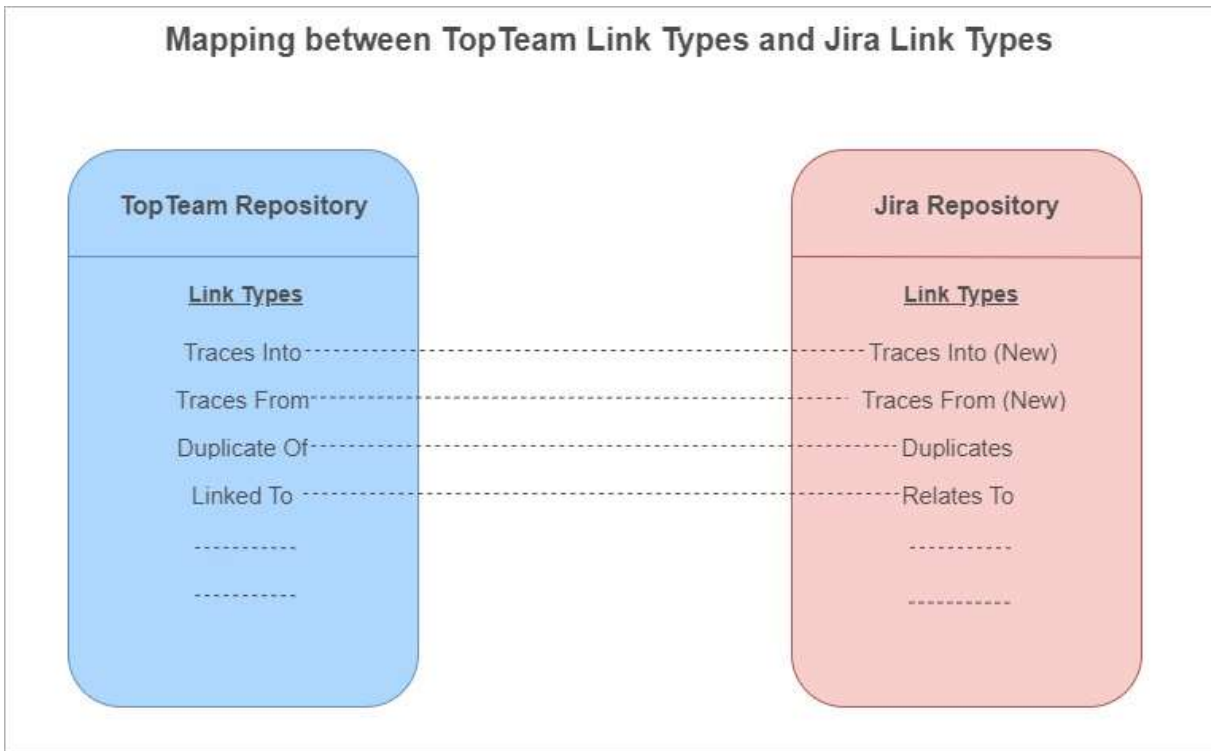 Mapping between TopTeam Link Types and Jira Link Types
TopTeam Repository
Link Types
Traces Into
Traces From
Duplicate Of
Linked To
Jira Repository
Link Types
Traces Into (New)
Traces From (New)
Duplicates
Relates To